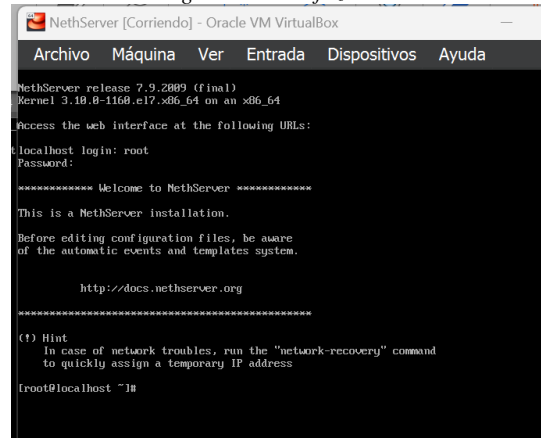 NethServer [Corriendo] - Oracle VM VirtualBox
Archivo Máquina Ver Entrada Dispositivos Ayuda
NethServer release 7.9.2009 (final)
Kernel 3.10.0-1160.el7.x86_64 on an x86_64
Access the web interface at the following URLs:
localhost login: root
Password:
************ Welcome to NethServer ************
This is a NethServer installation.
Before editing configuration files, be aware
of the automatic events and templates system.
http://docs.nethserver.org
***********************************************
(!) Hint
In case of network troubles, run the "network-recovery" command
to quickly assign a temporary IP address
[root@localhost ~]#